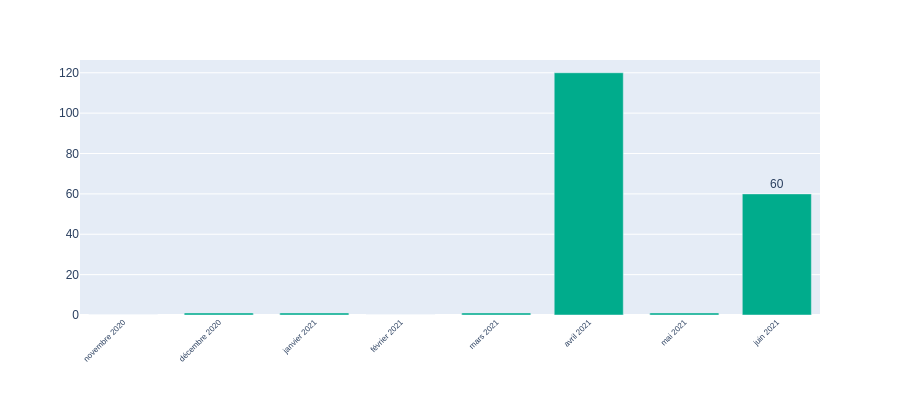 120
100
80
60
40
20
0
60
novembre 2020
décembre 2020
janvier 2021
février 2021
mars 2021
avril 2021
mai 2021
juin 2021